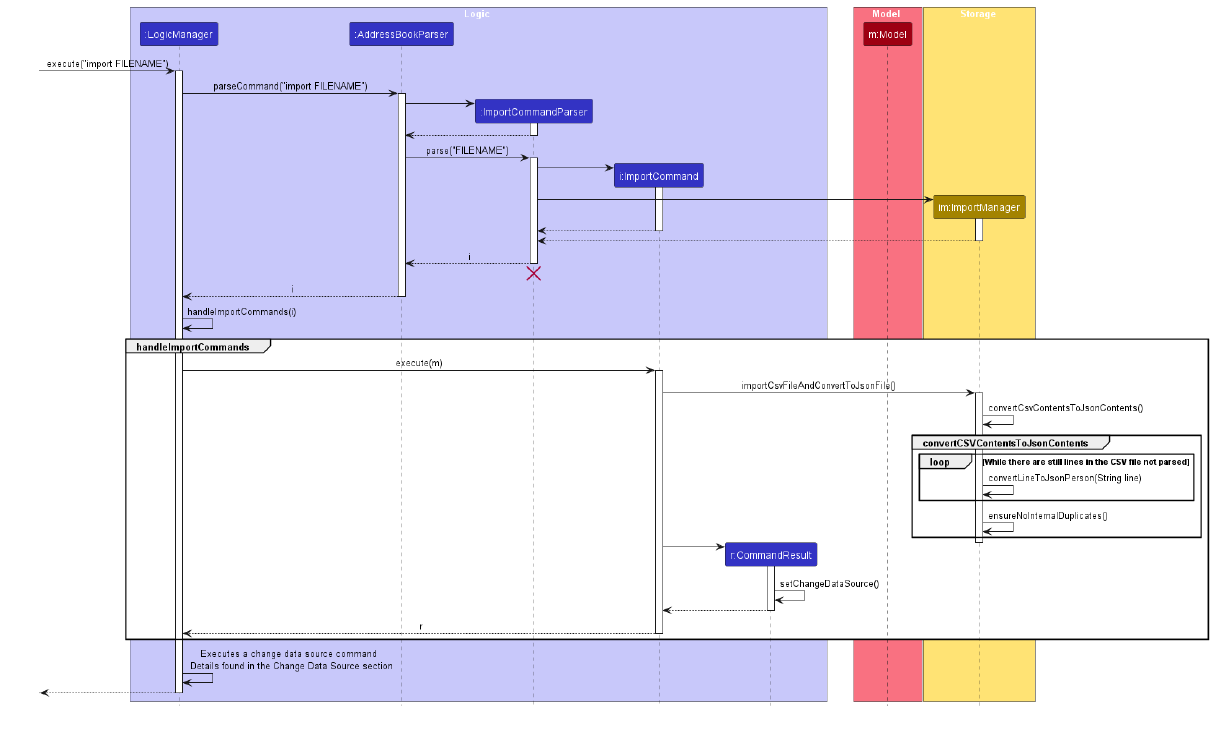 Logic
Model
Storage
:LogicManager
:AddressBookParser
m:Model
execute("import FILENAME")
parseCommand("import FILENAME")
:ImportCommandParser
parse("FILENAME")
i:ImportCommand
im:ImportManager
i
i
handleImportCommands(i)
handleImportCommands
execute(m)
importCsvFileAndConvertToJsonFile()
convertCsvContentsToJsonContents()
convertCSVContentsToJsonContents
loop
[While there are still lines in the CSV file not parsed]
convertLineToJsonPerson(String line)
ensureNoInternalDuplicates()
r:CommandResult
setChangeDataSource()
r
Executes a change data source command
Details found in the Change Data Source section